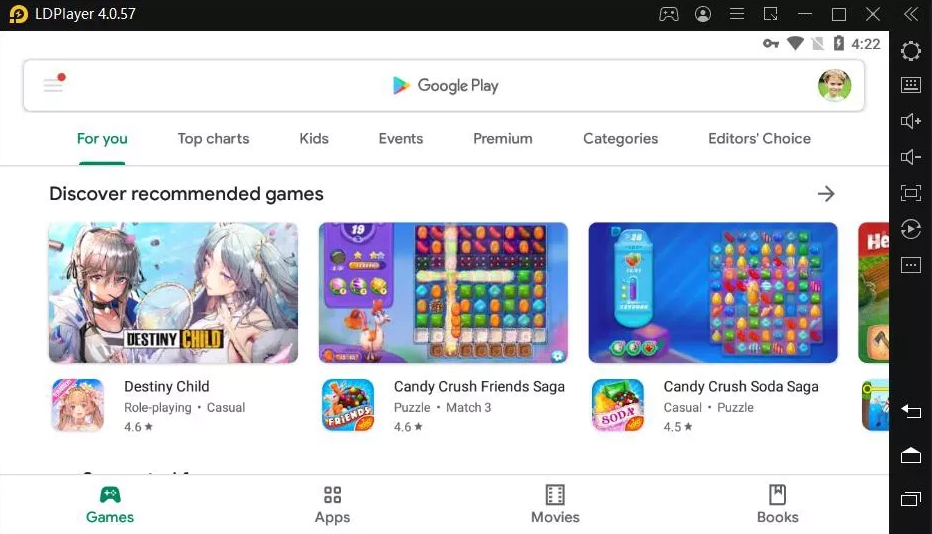 LDPlayer 4.0.57
4:22
Google Play
For you
Top charts
Kids
Events
Premium
Categories
Editors' Choice
Discover recommended games
19
28
He
DESTINY CHILD
Destiny Child
Role-playing • Casual
4.6 ★
FRIENDS
Candy Crush Friends Saga
Puzzle • Match 3
4.6 ★
SODA
Candy Crush Soda Saga
Casual • Puzzle
4.5 ★
Games
Apps
Movies
Books